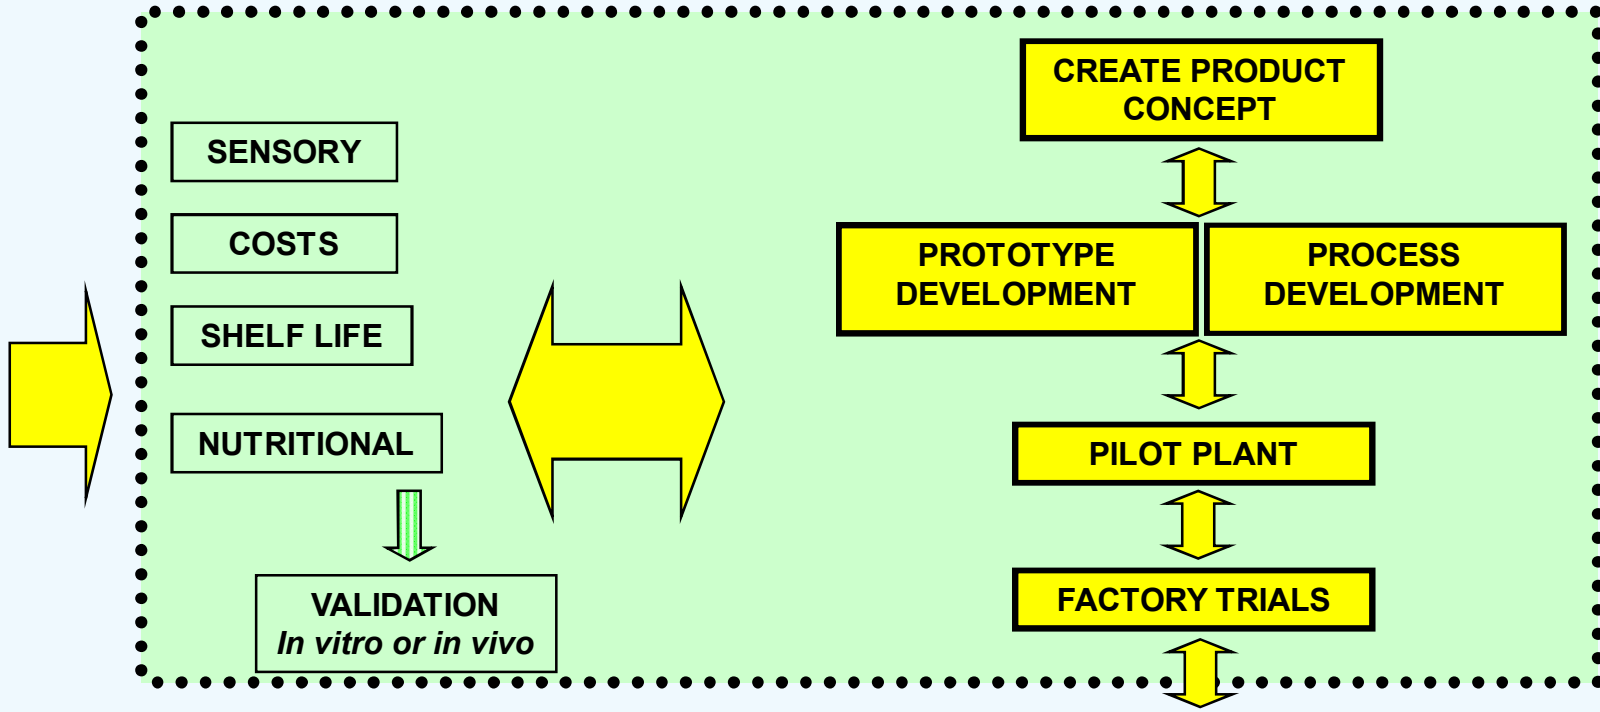 SENSORY
COSTS
SHELF LIFE
NUTRITIONAL
VALIDATION
In vitro or in vivo
CREATE PRODUCT
CONCEPT
PROTOTYPE
DEVELOPMENT
PROCESS
DEVELOPMENT
PILOT PLANT
FACTORY TRIALS